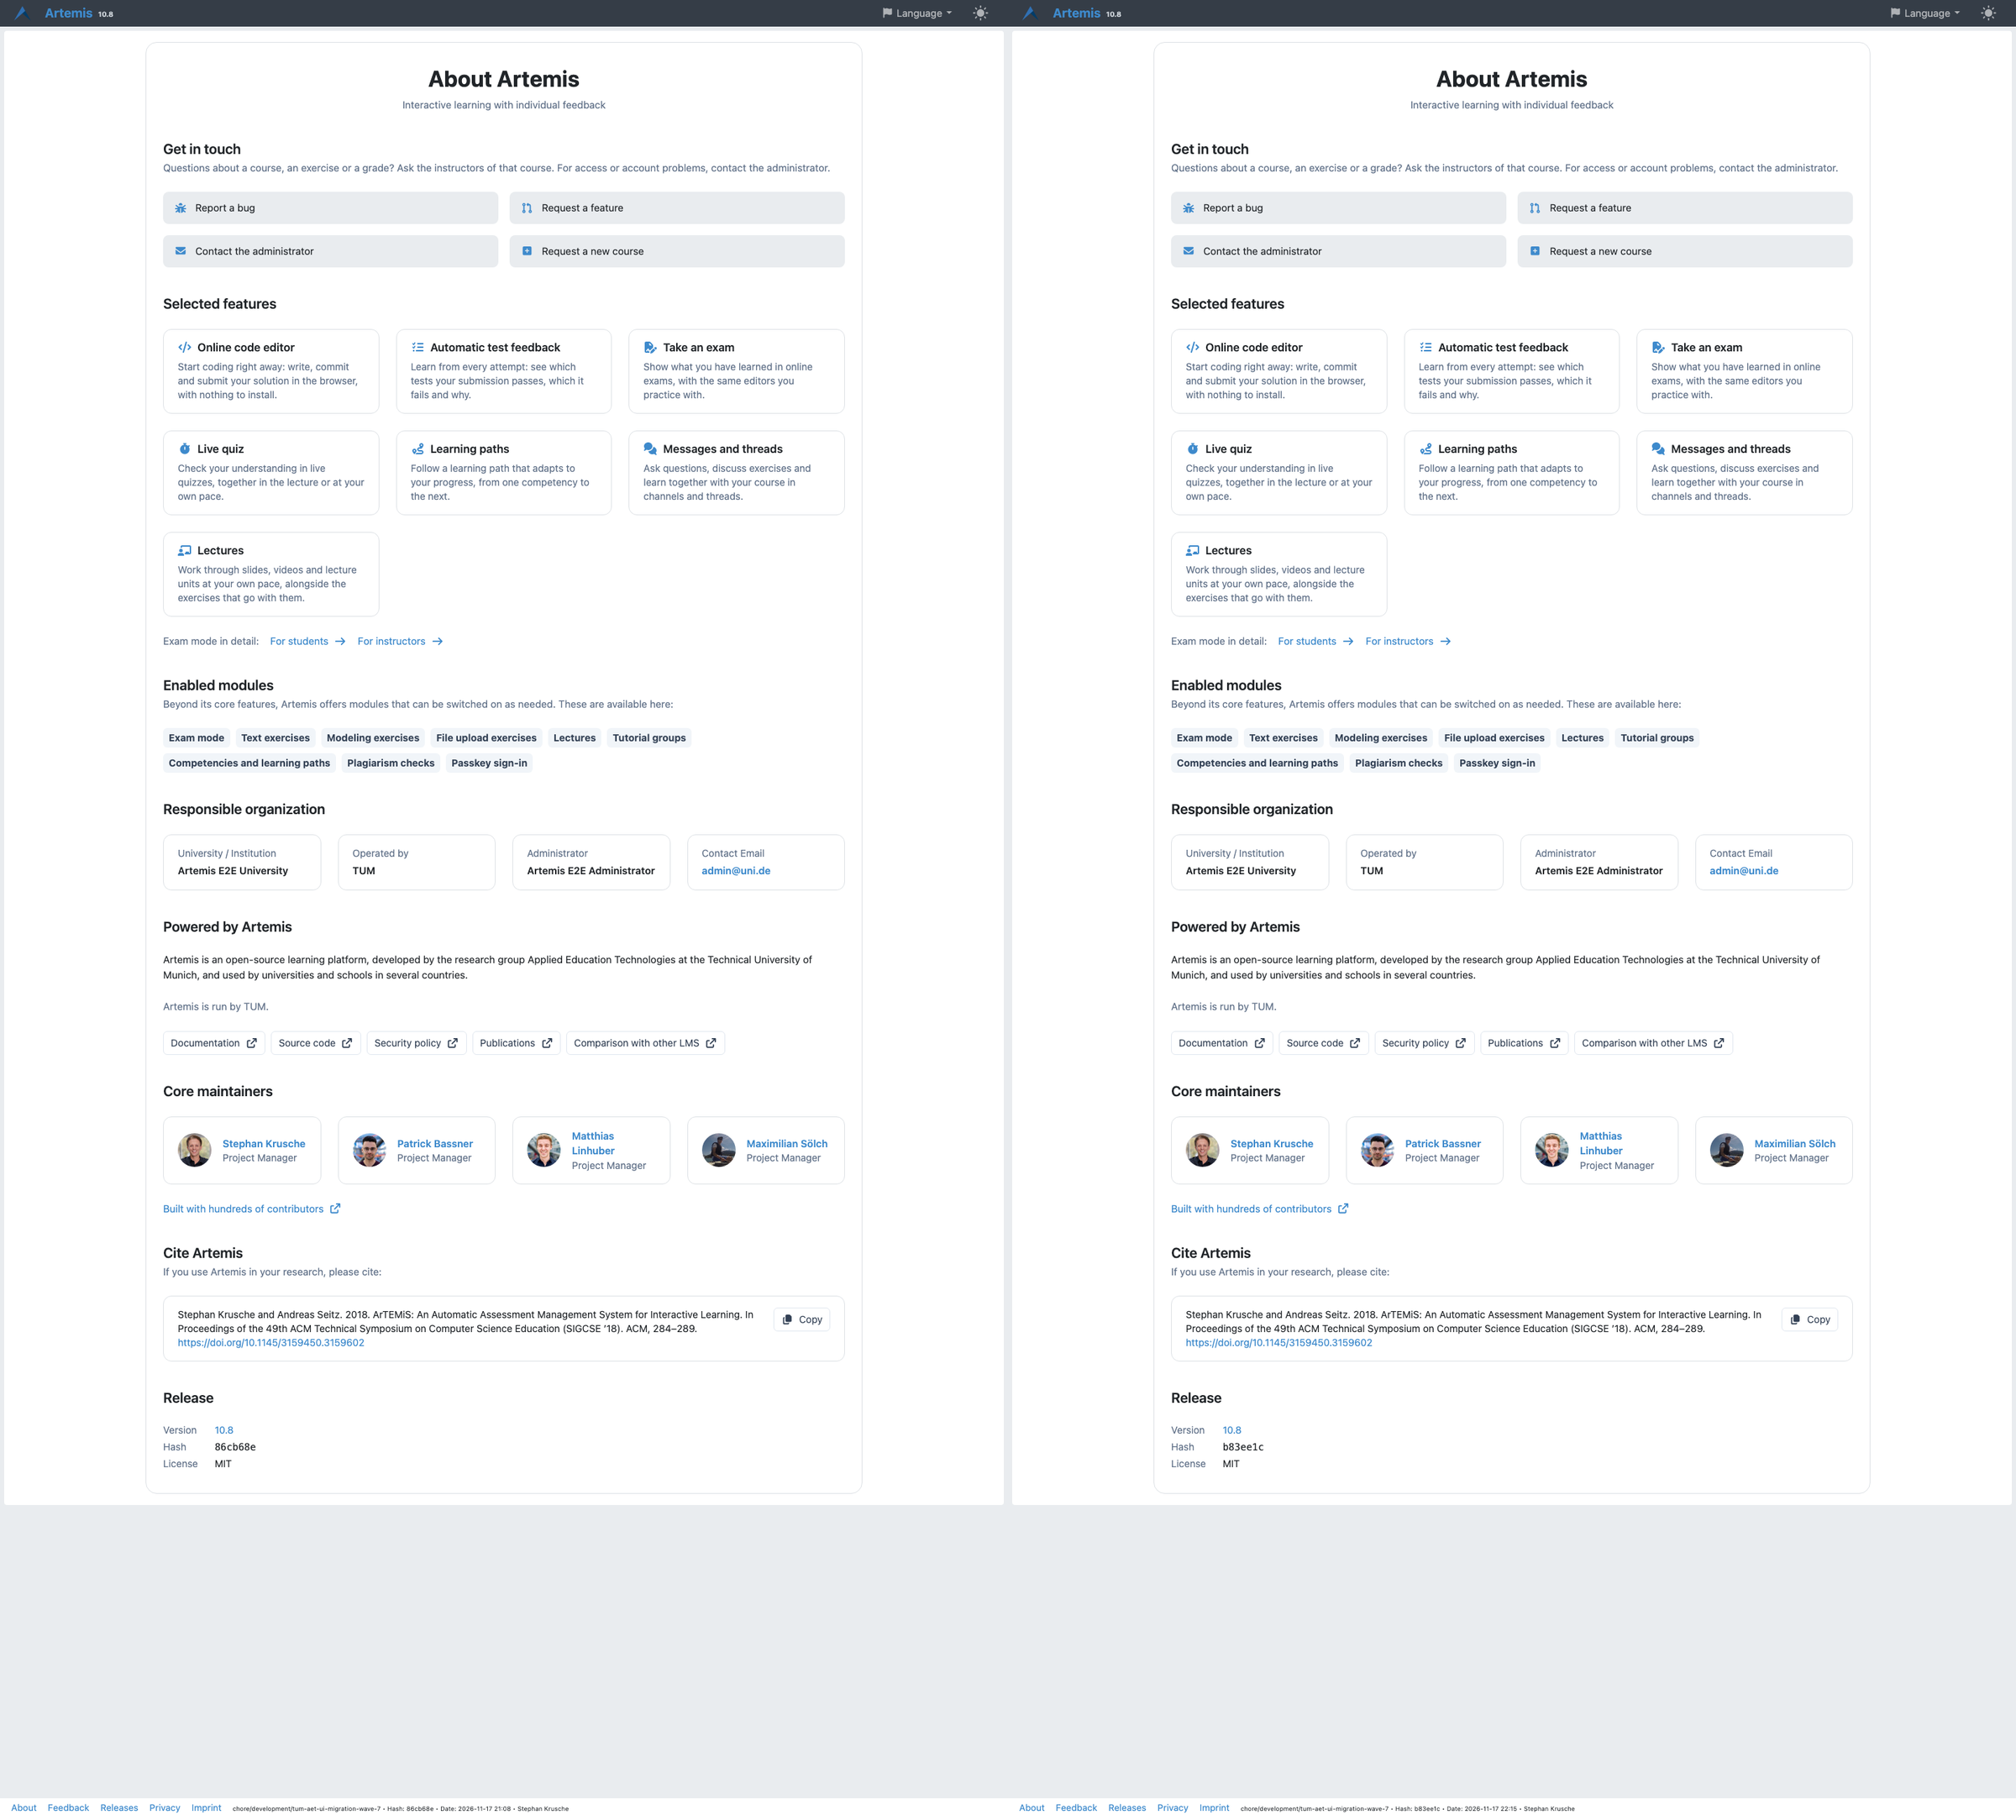 Artemis 10.8
Language
About Artemis
Interactive learning with individual feedback
Get in touch
Questions about a course, an exercise or a grade? Ask the instructors of that course. For access or account problems, contact the administrator.
Report a bug
Request a feature
Contact the administrator
Request a new course
Selected features
Online code editor
Start coding right away: write, commit
and submit your solution in the browser,
with nothing to install.
Automatic test feedback
Learn from every attempt: see which
tests your submission passes, which it
fails and why.
Take an exam
Show what you have learned in online
exams, with the same editors you
practice with.
Live quiz
Check your understanding in live
quizzes, together in the lecture or at your
own pace.
Learning paths
Follow a learning path that adapts to
your progress, from one competency to
the next.
Messages and threads
Ask questions, discuss exercises and
learn together with your course in
channels and threads.
Lectures
Work through slides, videos and lecture
units at your own pace, alongside the
exercises that go with them.
Exam mode in detail: For students For instructors
Enabled modules
Beyond its core features, Artemis offers modules that can be switched on as needed. These are available here:
Exam mode Text exercises Modeling exercises File upload exercises Lectures Tutorial groups
Competencies and learning paths Plagiarism checks Passkey sign-in
Responsible organization
University / Institution
Artemis E2E University
Operated by
TUM
Administrator
Artemis E2E Administrator
Contact Email
admin@uni.de
Powered by Artemis
Artemis is an open-source learning platform, developed by the research group Applied Education Technologies at the Technical University of
Munich, and used by universities and schools in several countries.
Artemis is run by TUM.
Documentation Source code Security policy Publications Comparison with other LMS
Core maintainers
Stephan Krusche
Project Manager
Patrick Bassner
Project Manager
Matthias
Linhuber
Project Manager
Maximilian Sölch
Project Manager
Built with hundreds of contributors
Cite Artemis
If you use Artemis in your research, please cite:
Stephan Krusche and Andreas Seitz. 2018. ArTEMiS: An Automatic Assessment Management System for Interactive Learning. In
Proceedings of the 49th ACM Technical Symposium on Computer Science Education (SIGCSE '18). ACM, 284–289.
https://doi.org/10.1145/3159450.3159602
Copy
Release
Version 10.8
Hash 86cb68e
License MIT
About Feedback Releases Privacy Imprint chore/development/tum-aet-ui-migration-wave-7 • Hash: 86cb68e • Date: 2026-11-17 21:08 • Stephan Krusche
Artemis 10.8
Language
About Artemis
Interactive learning with individual feedback
Get in touch
Questions about a course, an exercise or a grade? Ask the instructors of that course. For access or account problems, contact the administrator.
Report a bug
Request a feature
Contact the administrator
Request a new course
Selected features
Online code editor
Start coding right away: write, commit
and submit your solution in the browser,
with nothing to install.
Automatic test feedback
Learn from every attempt: see which
tests your submission passes, which it
fails and why.
Take an exam
Show what you have learned in online
exams, with the same editors you
practice with.
Live quiz
Check your understanding in live
quizzes, together in the lecture or at your
own pace.
Learning paths
Follow a learning path that adapts to
your progress, from one competency to
the next.
Messages and threads
Ask questions, discuss exercises and
learn together with your course in
channels and threads.
Lectures
Work through slides, videos and lecture
units at your own pace, alongside the
exercises that go with them.
Exam mode in detail: For students For instructors
Enabled modules
Beyond its core features, Artemis offers modules that can be switched on as needed. These are available here:
Exam mode Text exercises Modeling exercises File upload exercises Lectures Tutorial groups
Competencies and learning paths Plagiarism checks Passkey sign-in
Responsible organization
University / Institution
Artemis E2E University
Operated by
TUM
Administrator
Artemis E2E Administrator
Contact Email
admin@uni.de
Powered by Artemis
Artemis is an open-source learning platform, developed by the research group Applied Education Technologies at the Technical University of
Munich, and used by universities and schools in several countries.
Artemis is run by TUM.
Documentation Source code Security policy Publications Comparison with other LMS
Core maintainers
Stephan Krusche
Project Manager
Patrick Bassner
Project Manager
Matthias
Linhuber
Project Manager
Maximilian Sölch
Project Manager
Built with hundreds of contributors
Cite Artemis
If you use Artemis in your research, please cite:
Stephan Krusche and Andreas Seitz. 2018. ArTEMiS: An Automatic Assessment Management System for Interactive Learning. In
Proceedings of the 49th ACM Technical Symposium on Computer Science Education (SIGCSE '18). ACM, 284–289.
https://doi.org/10.1145/3159450.3159602
Copy
Release
Version 10.8
Hash b83ee1c
License MIT
About Feedback Releases Privacy Imprint chore/development/tum-aet-ui-migration-wave-7 • Hash: b83ee1c • Date: 2026-11-17 22:15 • Stephan Krusche